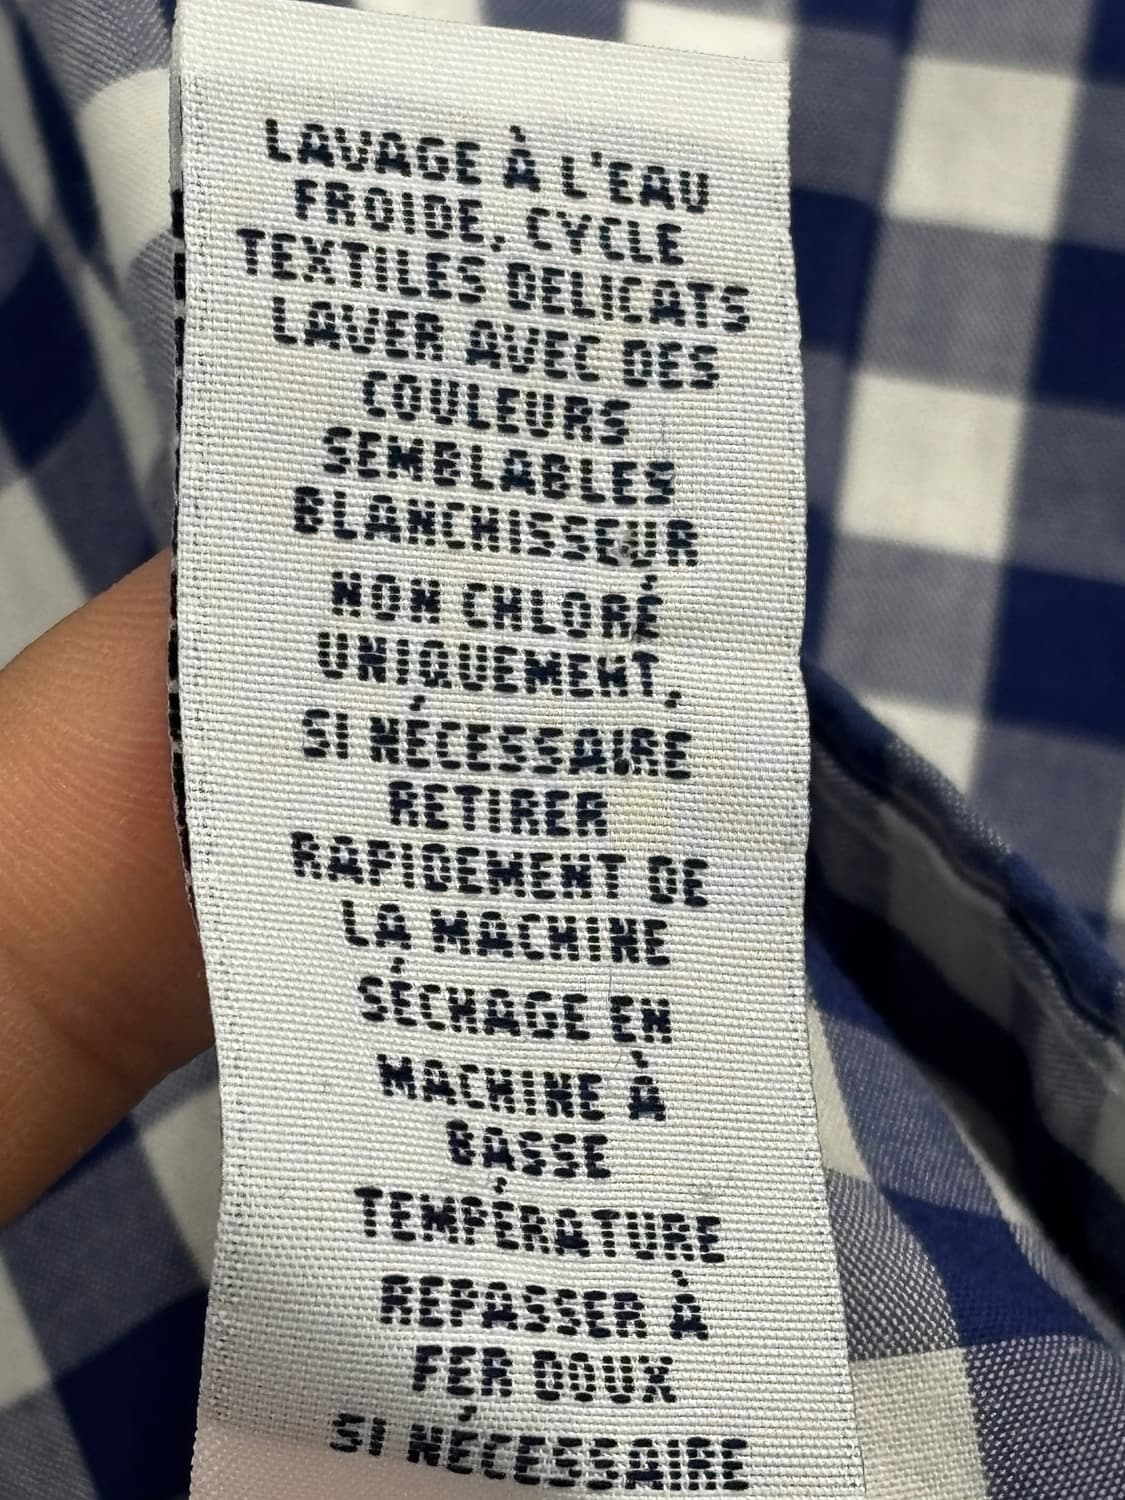 LAVAGE À L'EAU
FROIDE, CYCLE
TEXTILES DELICATS
LAVER AVEC DES
COULEURS
SEMBLABLES
BLANCHISSEUR
NON CHLORÉ
UNIQUEMENT,
SI NÉCESSAIRE
RETIRER
RAPIDEMENT DE
LA MACHINE
SÉCHAGE EN
MACHINE À
BASSE
TEMPÉRATURE
REPASSER À
FER DOUX
SI NÉCESSAIRE